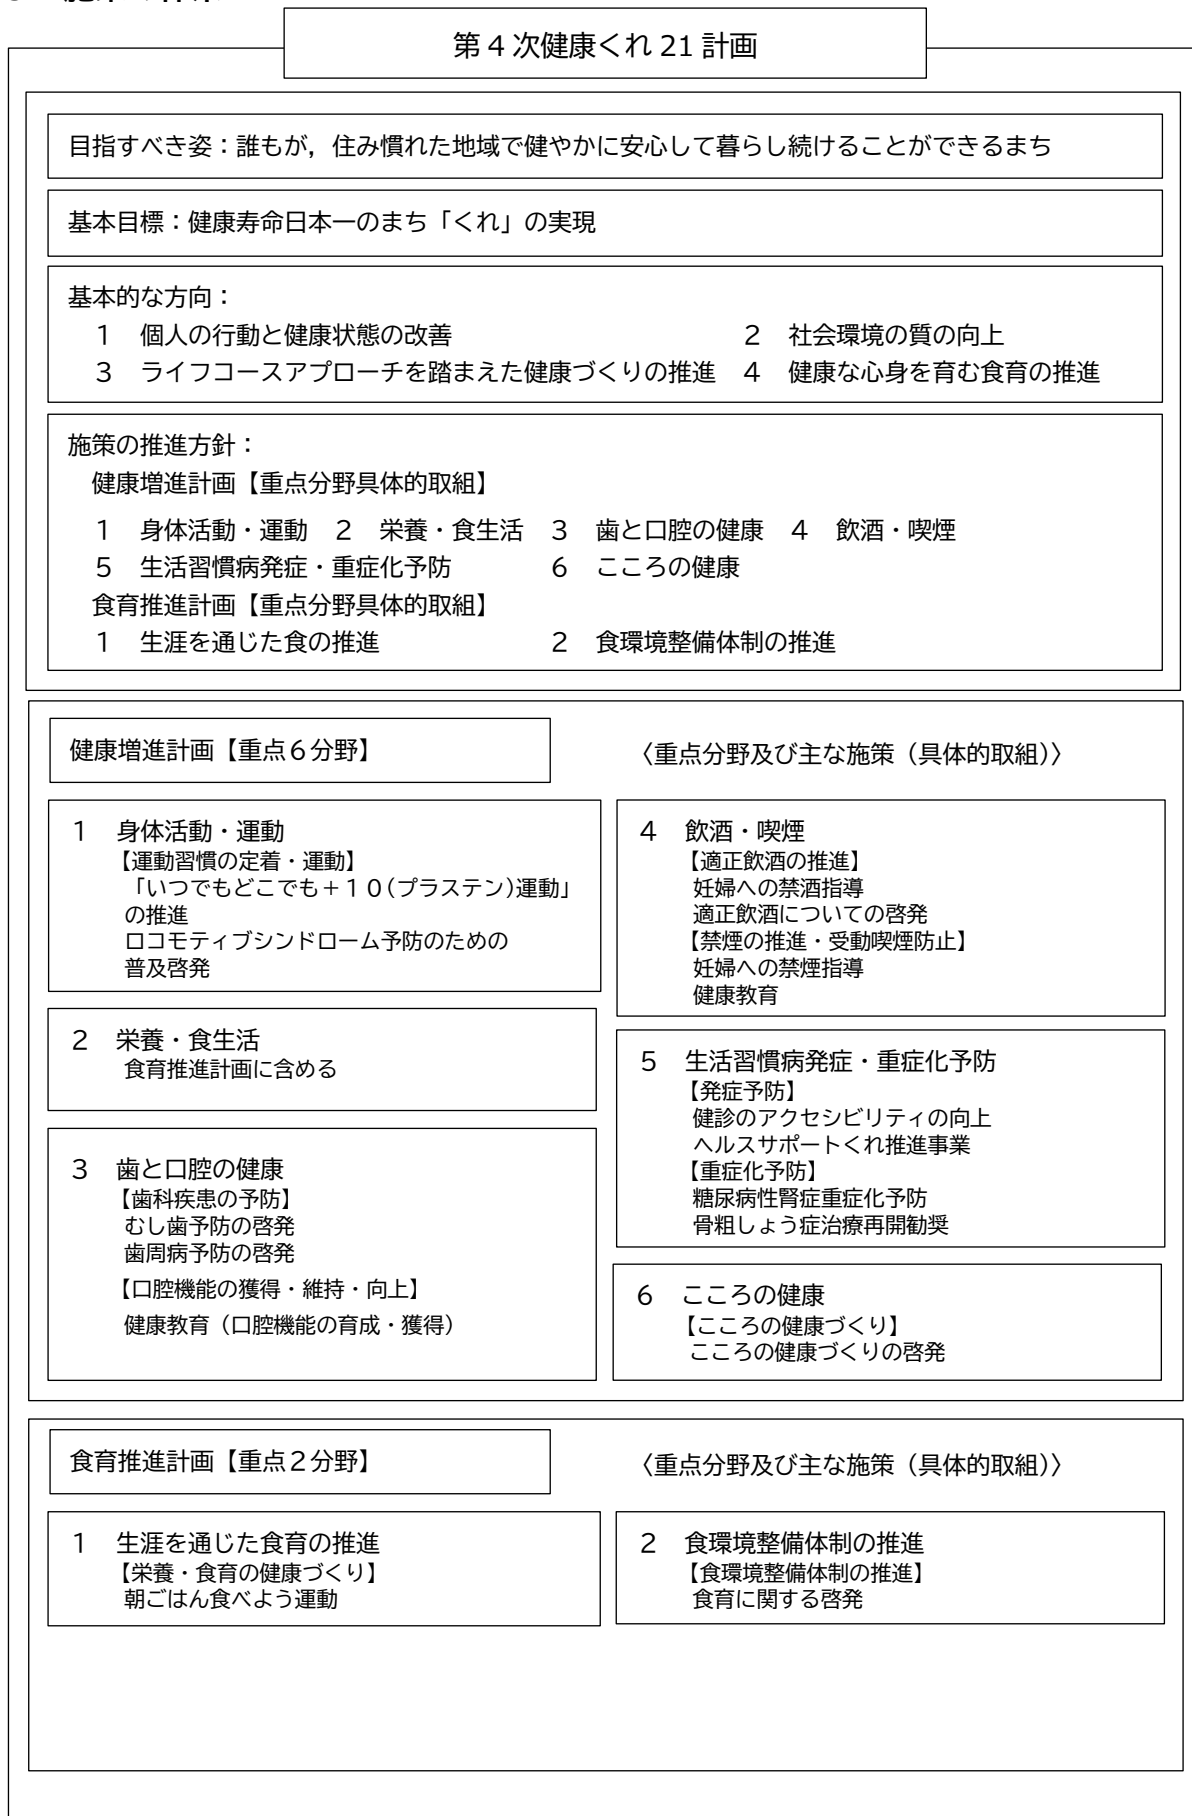 第４次健康くれ 21 計画
目指すべき姿：誰もが，住み慣れた地域で健やかに安心して暮らし続けることができるまち
基本目標：健康寿命日本一のまち「くれ」の実現
基本的な方向：
１　個人の行動と健康状態の改善　２　社会環境の質の向上
３　ライフコースアプローチを踏まえた健康づくりの推進　４　健康な心身を育む食育の推進
施策の推進方針：
健康増進計画【重点分野具体的取組】
１　身体活動・運動　２　栄養・食生活　３　歯と口腔の健康　４　飲酒・喫煙
５　生活習慣病発症・重症化予防　６　こころの健康
食育推進計画【重点分野具体的取組】
１　生涯を通じた食の推進　２　食環境整備体制の推進
健康増進計画【重点６分野】
〈重点分野及び主な施策（具体的取組）〉
１　身体活動・運動
【運動習慣の定着・運動】
「いつでもどこでも＋１０（プラステン）運動」
の推進
ロコモティブシンドローム予防のための
普及啓発
２　栄養・食生活
食育推進計画に含める
３　歯と口腔の健康
【歯科疾患の予防】
むし歯予防の啓発
歯周病予防の啓発
【口腔機能の獲得・維持・向上】
健康教育（口腔機能の育成・獲得）
４　飲酒・喫煙
【適正飲酒の推進】
妊婦への禁酒指導
適正飲酒についての啓発
【禁煙の推進・受動喫煙防止】
妊婦への禁煙指導
健康教育
５　生活習慣病発症・重症化予防
【発症予防】
健診のアクセシビリティの向上
ヘルスサポートくれ推進事業
【重症化予防】
糖尿病性腎症重症化予防
骨粗しょう症治療再開勧奨
６　こころの健康
【こころの健康づくり】
こころの健康づくりの啓発
食育推進計画【重点２分野】
〈重点分野及び主な施策（具体的取組）〉
１　生涯を通じた食育の推進
【栄養・食育の健康づくり】
朝ごはん食べよう運動
２　食環境整備体制の推進
【食環境整備体制の推進】
食育に関する啓発